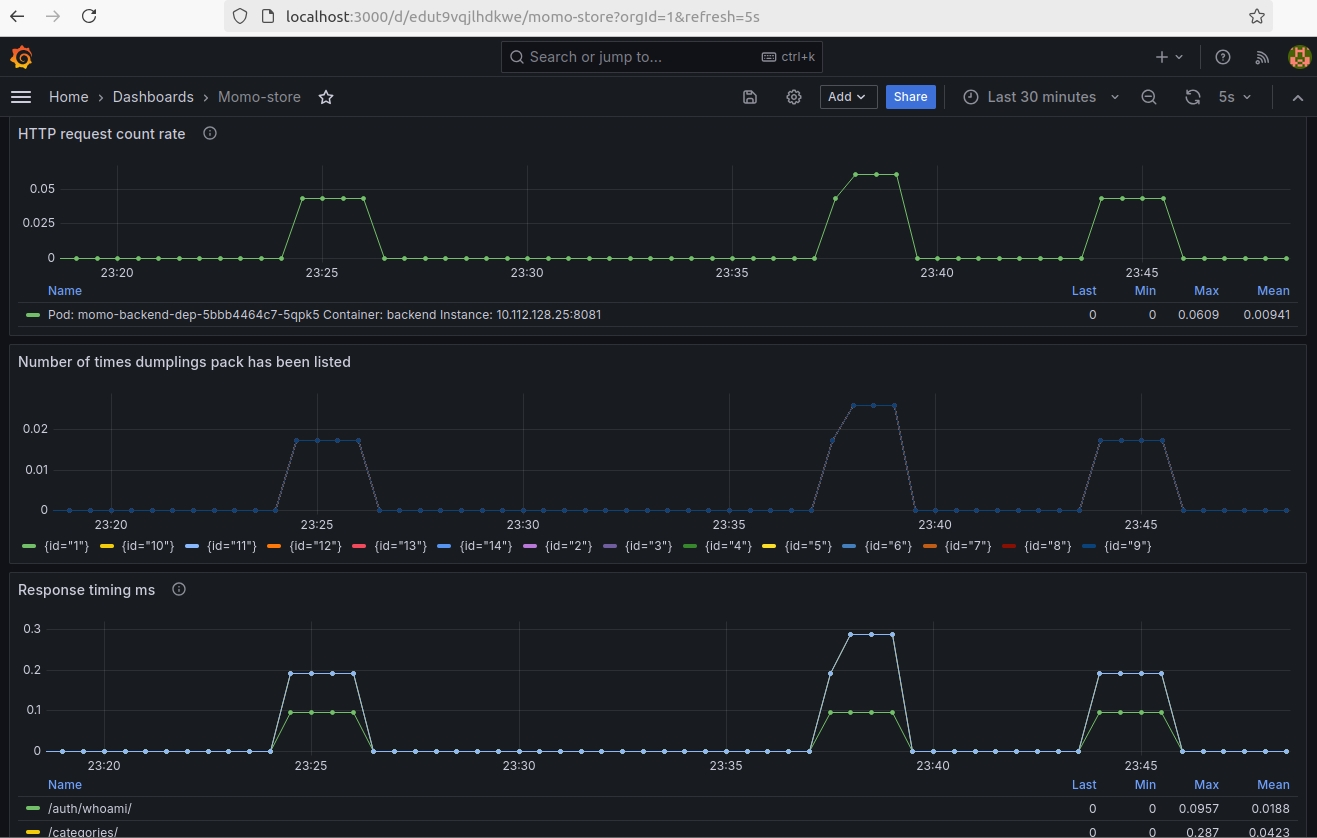 localhost:3000/d/edut9vqjlhdkwe/momo-store?orgId=1&refresh=5s
Search or jump to... ctrl+k
Home › Dashboards › Momo-store Add Share Last 30 minutes 5s
HTTP request count rate
0.05
0.025
0
23:20 23:25 23:30 23:35 23:40 23:45
Name Last Min Max Mean
Pod: momo-backend-dep-5bbb4464c7-5qpk5 Container: backend Instance: 10.112.128.25:8081 0 0 0.0609 0.00941
Number of times dumplings pack has been listed
0.02
0.01
0
23:20 23:25 23:30 23:35 23:40 23:45
{id="1"} {id="10"} {id="11"} {id="12"} {id="13"} {id="14"} {id="2"} {id="3"} {id="4"} {id="5"} {id="6"} {id="7"} {id="8"} {id="9"}
Response timing ms
0.3
0.2
0.1
0
23:20 23:25 23:30 23:35 23:40 23:45
Name Last Min Max Mean
/auth/whoami/ 0 0 0.0957 0.0188
/categories/ 0 0 0.287 0.0423